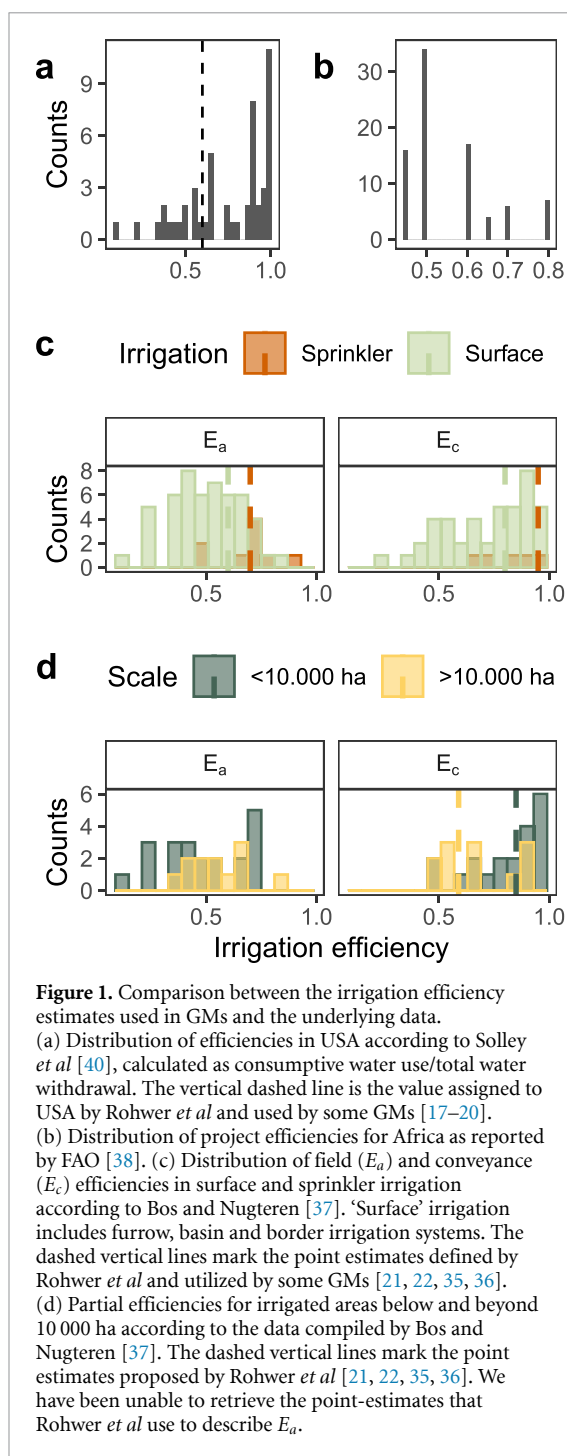 a
b
Counts
9
6
3
0
0.5
1.0
30
20
10
0
0.5
0.6
0.7
0.8
c
Irrigation
Sprinkler
Surface
Ea
Ec
Counts
8
6
4
2
0
0.5
1.0
0.5
1.0
d
Scale
<10.000 ha
>10.000 ha
Ea
Ec
Counts
6
4
2
0
0.5
1.0
0.5
1.0
Irrigation efficiency
Figure 1. Comparison between the irrigation efficiency
estimates used in GMs and the underlying data.
(a) Distribution of efficiencies in USA according to Solley
et al [40], calculated as consumptive water use/total water
withdrawal. The vertical dashed line is the value assigned to
USA by Rohwer et al and used by some GMs [17–20].
(b) Distribution of project efficiencies for Africa as reported
by FAO [38]. (c) Distribution of field (Ea) and conveyance
(Ec) efficiencies in surface and sprinkler irrigation
according to Bos and Nugteren [37]. ‘Surface’ irrigation
includes furrow, basin and border irrigation systems. The
dashed vertical lines mark the point estimates defined by
Rohwer et al and utilized by some GMs [21, 22, 35, 36].
(d) Partial efficiencies for irrigated areas below and beyond
10 000 ha according to the data compiled by Bos and
Nugteren [37]. The dashed vertical lines mark the point
estimates proposed by Rohwer et al [21, 22, 35, 36]. We
have been unable to retrieve the point-estimates that
Rohwer et al use to describe Ea.